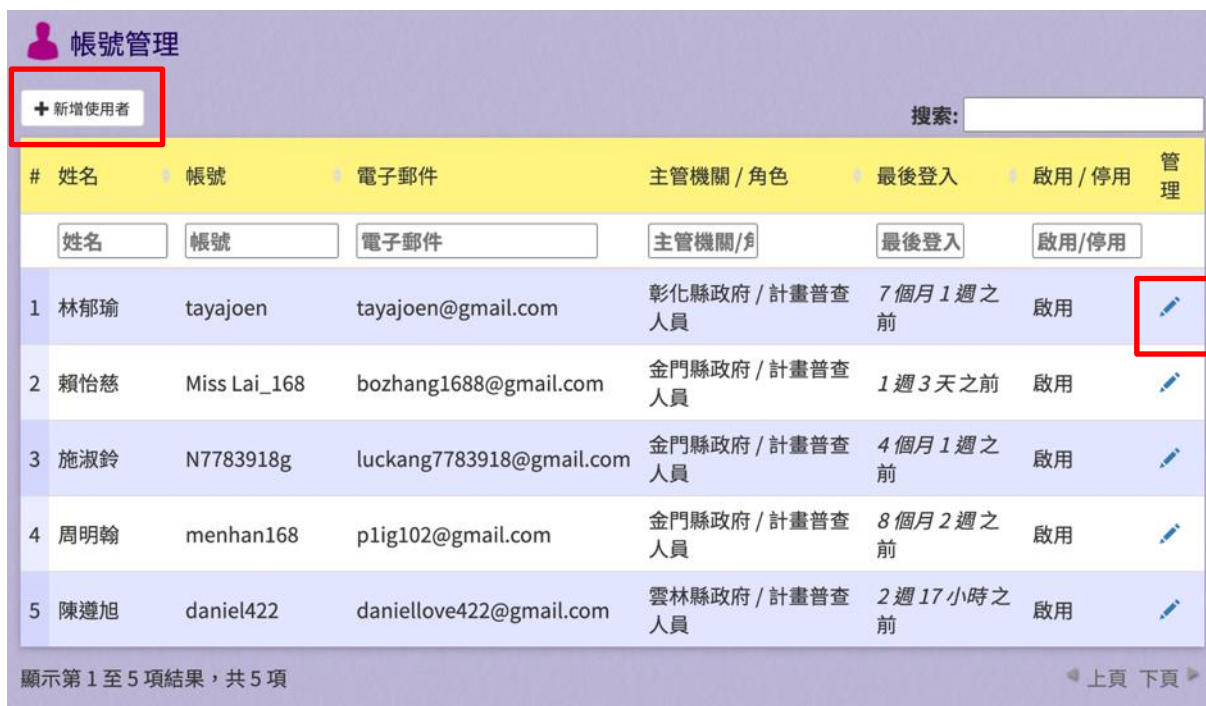 帳號管理
新增使用者
搜索:
# 姓名 帳號 電子郵件 主管機關 / 角色 最後登入 啟用 / 停用 管理
姓名 帳號 電子郵件 主管機關/角 最後登入 啟用/停用
1 林郁瑜 tayajoen tayajoen@gmail.com 彰化縣政府 / 計畫普查人員 7 個月 1 週之前 啟用
2 賴怡慈 Miss Lai_168 bozhang1688@gmail.com 金門縣政府 / 計畫普查人員 1 週 3 天之前 啟用
3 施淑鈴 N7783918g luckang7783918@gmail.com 金門縣政府 / 計畫普查人員 4 個月 1 週之前 啟用
4 周明翰 menhan168 p1ig102@gmail.com 金門縣政府 / 計畫普查人員 8 個月 2 週之前 啟用
5 陳遵旭 daniel422 daniellove422@gmail.com 雲林縣政府 / 計畫普查人員 2 週 17 小時之前 啟用
顯示第 1 至 5 項結果，共 5 項 上頁 下頁